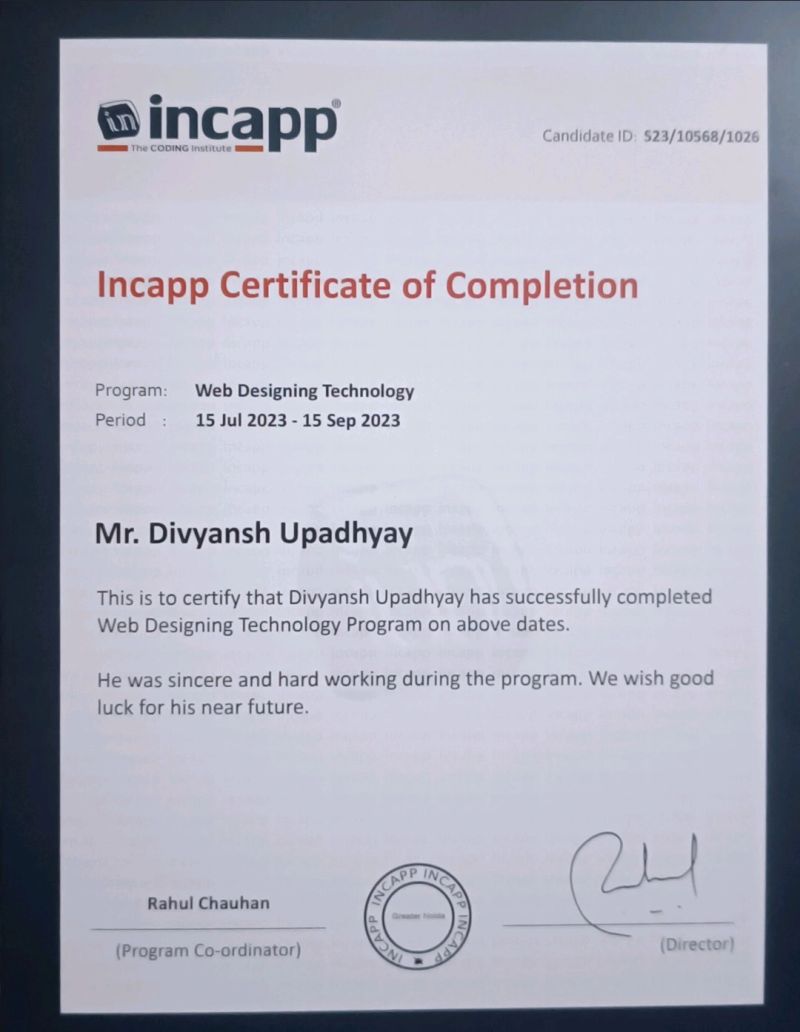 in incapp®
The CODING Institute
Candidate ID: S23/10568/1026
Incapp Certificate of Completion
Program: Web Designing Technology
Period : 15 Jul 2023 - 15 Sep 2023
Mr. Divyansh Upadhyay
This is to certify that Divyansh Upadhyay has successfully completed
Web Designing Technology Program on above dates.
He was sincere and hard working during the program. We wish good
luck for his near future.
Rahul Chauhan
(Program Co-ordinator)
INCAPP INCAPP INCAPP INCAPP
Greater Noida
(Director)